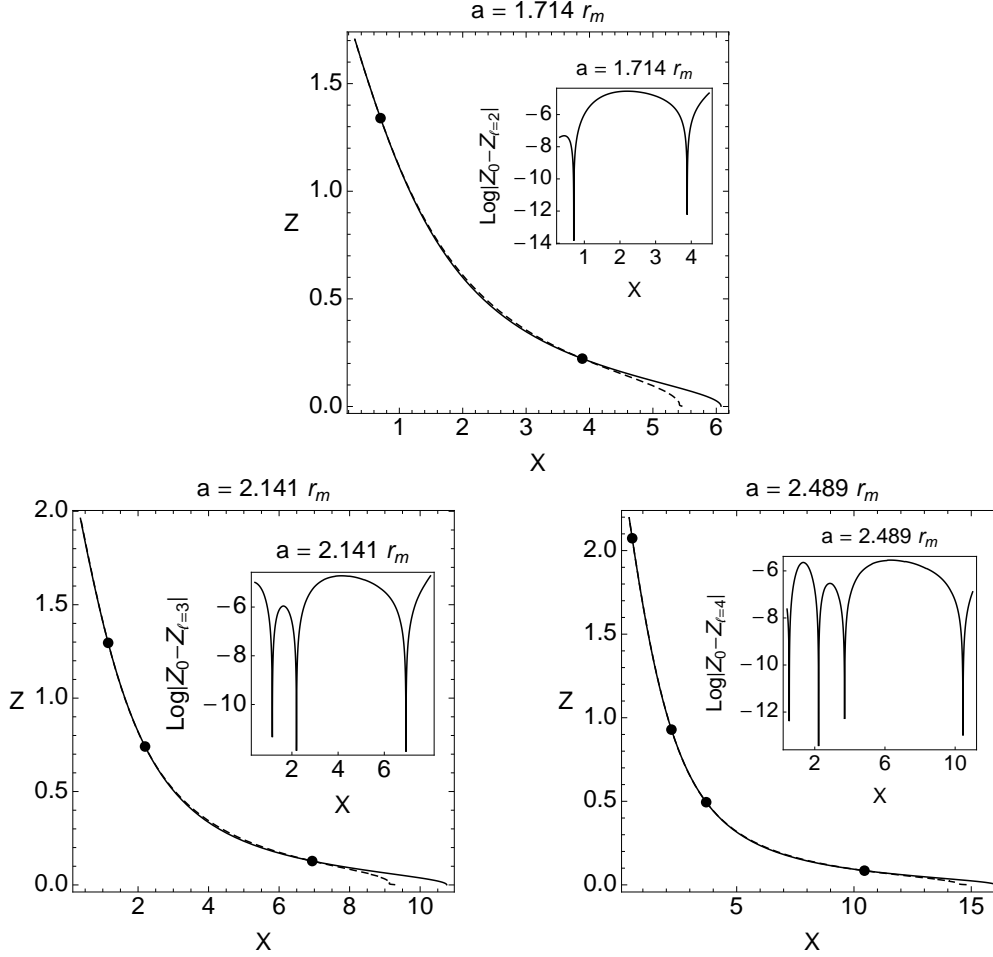 a = 1.714 r_m
1.5
1.0
0.5
0.0
Z
1 2 3 4 5 6
X
a = 1.714 r_m
Log|Z_0−Z_{ℓ=2}|
−6
−8
−10
−12
−14
1 2 3 4
X
a = 2.141 r_m
2.0
1.5
1.0
0.5
0.0
Z
2 4 6 8 10
X
a = 2.141 r_m
Log|Z_0−Z_{ℓ=3}|
−6
−8
−10
2 4 6
X
a = 2.489 r_m
2.0
1.5
1.0
0.5
0.0
Z
5 10 15
X
a = 2.489 r_m
Log|Z_0−Z_{ℓ=4}|
−6
−8
−10
−12
2 6 10
X